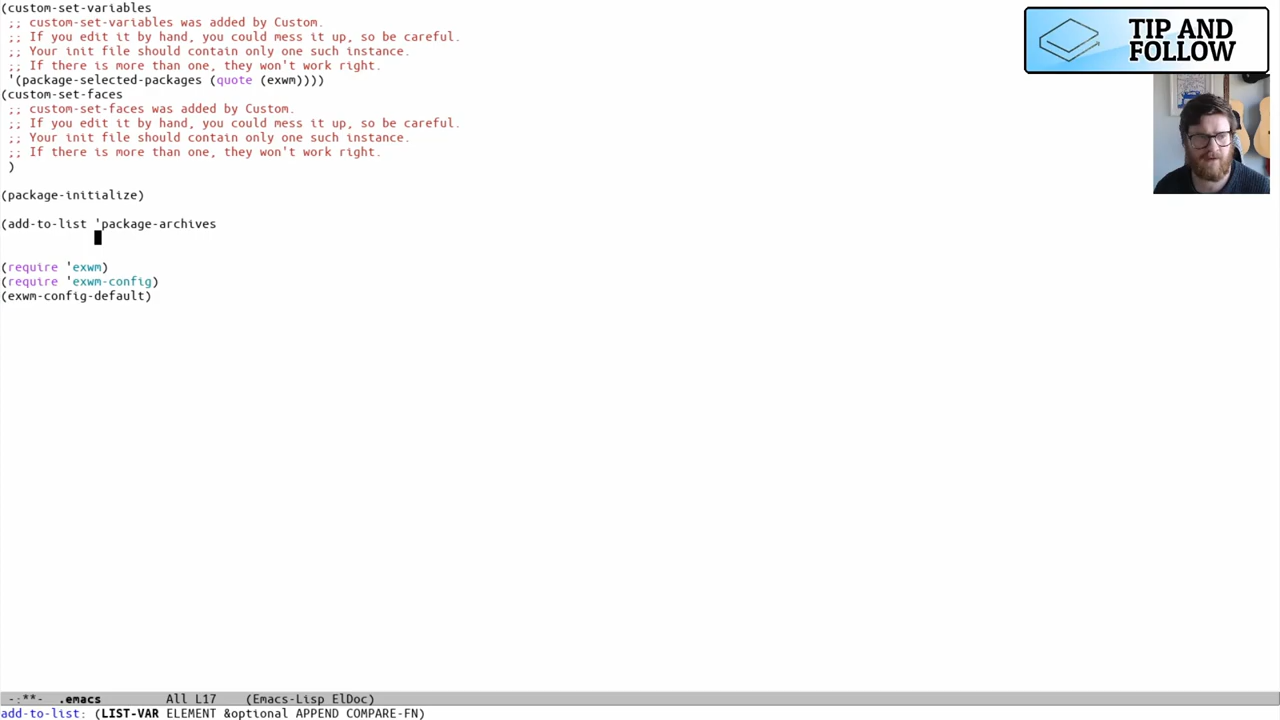 (custom-set-variables
 ;; custom-set-variables was added by Custom.
 ;; If you edit it by hand, you could mess it up, so be careful.
 ;; Your init file should contain only one such instance.
 ;; If there is more than one, they won't work right.
 '(package-selected-packages (quote (exwm))))
(custom-set-faces
 ;; custom-set-faces was added by Custom.
 ;; If you edit it by hand, you could mess it up, so be careful.
 ;; Your init file should contain only one such instance.
 ;; If there is more than one, they won't work right.
 )
(package-initialize)
(add-to-list 'package-archives
(require 'exwm)
(require 'exwm-config)
(exwm-config-default)
TIP AND
FOLLOW
-:**-  .emacs         All L17    (Emacs-Lisp ElDoc)
add-to-list: (LIST-VAR ELEMENT &optional APPEND COMPARE-FN)